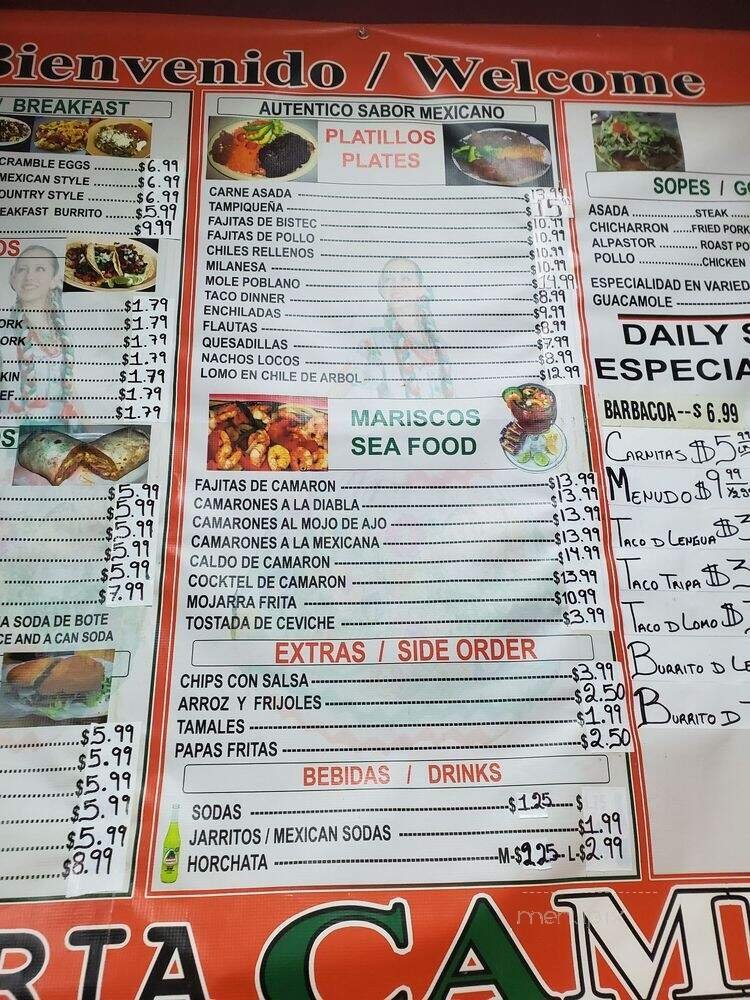 Bienvenido / Welcome
/ BREAKFAST
CRAMBLE EGGS $6.99
MEXICAN STYLE $6.99
OUNTRY STYLE $6.99
EAKFAST BURRITO $5.99
$9.99
OS
$1.79
ORK $1.79
ORK $1.79
$1.79
KIN $1.79
EF $1.79
$1.79
OS
$5.99
$5.99
$5.99
$5.99
$5.99
$7.99
A SODA DE BOTE
CE AND A CAN SODA
$5.99
$5.99
$5.99
$5.99
$5.99
$8.99
AUTENTICO SABOR MEXICANO
PLATILLOS
PLATES
CARNE ASADA
TAMPIQUEÑA
FAJITAS DE BISTEC $10.99
FAJITAS DE POLLO $10.99
CHILES RELLENOS $10.99
MILANESA $10.99
MOLE POBLANO $14.99
TACO DINNER $8.99
ENCHILADAS $9.99
FLAUTAS $8.99
QUESADILLAS $7.99
NACHOS LOCOS $8.99
LOMO EN CHILE DE ARBOL $12.99
MARISCOS
SEA FOOD
FAJITAS DE CAMARON $13.99
CAMARONES A LA DIABLA $13.99
CAMARONES AL MOJO DE AJO $13.99
CAMARONES A LA MEXICANA $13.99
CALDO DE CAMARON $14.99
COCKTEL DE CAMARON $13.99
MOJARRA FRITA $10.99
TOSTADA DE CEVICHE $3.99
EXTRAS / SIDE ORDER
CHIPS CON SALSA $3.99
ARROZ Y FRIJOLES $2.50
TAMALES $1.99
PAPAS FRITAS $2.50
BEBIDAS / DRINKS
SODAS $1.25 $
JARRITOS / MEXICAN SODAS $1.99
HORCHATA M-$2.25 L-$2.99
SOPES / G
ASADA STEAK
CHICHARRON FRIED PORK
ALPASTOR ROAST PO
POLLO CHICKEN
ESPECIALIDAD EN VARIED
GUACAMOLE
DAILY S
ESPECIA
BARBACOA--$ 6.99
CARNITAS $5.99
MENUDO $9.99
TACO D LENGUA $3
TACO TRIPA $3
TACO D LOMO $3
BURRITO D LE
BURRITO D T
RIA CAM